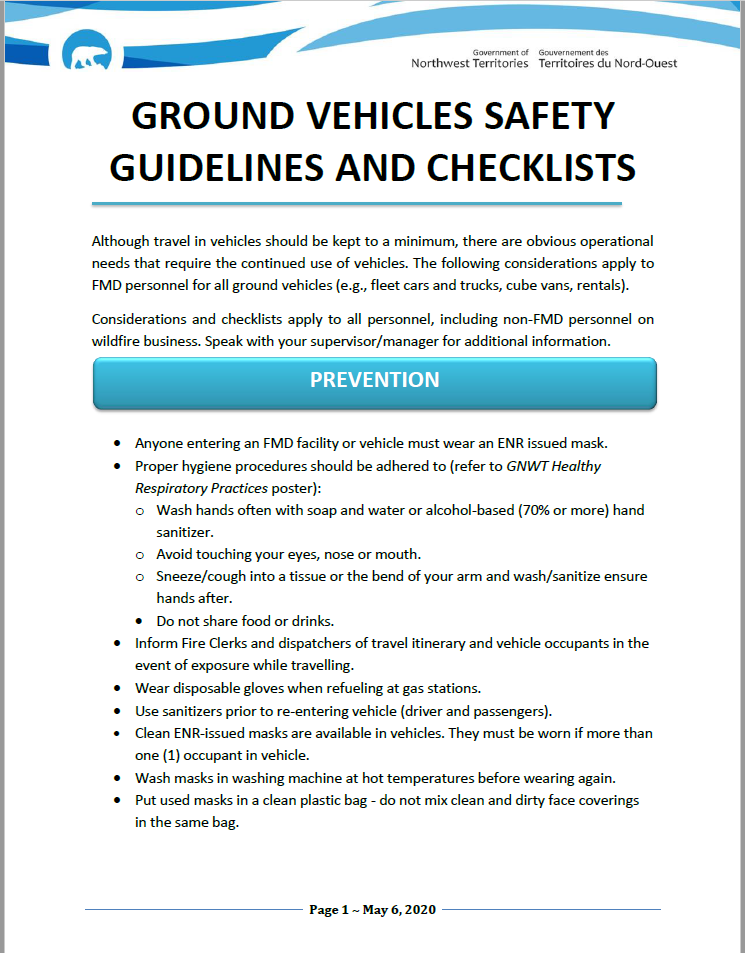 Government of Gouvernement des
Northwest Territories Territoires du Nord-Ouest
GROUND VEHICLES SAFETY
GUIDELINES AND CHECKLISTS
Although travel in vehicles should be kept to a minimum, there are obvious operational
needs that require the continued use of vehicles. The following considerations apply to
FMD personnel for all ground vehicles (e.g., fleet cars and trucks, cube vans, rentals).
Considerations and checklists apply to all personnel, including non-FMD personnel on
wildfire business. Speak with your supervisor/manager for additional information.
PREVENTION
• Anyone entering an FMD facility or vehicle must wear an ENR issued mask.
• Proper hygiene procedures should be adhered to (refer to GNWT Healthy
Respiratory Practices poster):
o Wash hands often with soap and water or alcohol-based (70% or more) hand
sanitizer.
o Avoid touching your eyes, nose or mouth.
o Sneeze/cough into a tissue or the bend of your arm and wash/sanitize ensure
hands after.
• Do not share food or drinks.
• Inform Fire Clerks and dispatchers of travel itinerary and vehicle occupants in the
event of exposure while travelling.
• Wear disposable gloves when refueling at gas stations.
• Use sanitizers prior to re-entering vehicle (driver and passengers).
• Clean ENR-issued masks are available in vehicles. They must be worn if more than
one (1) occupant in vehicle.
• Wash masks in washing machine at hot temperatures before wearing again.
• Put used masks in a clean plastic bag - do not mix clean and dirty face coverings
in the same bag.
Page 1 ~ May 6, 2020